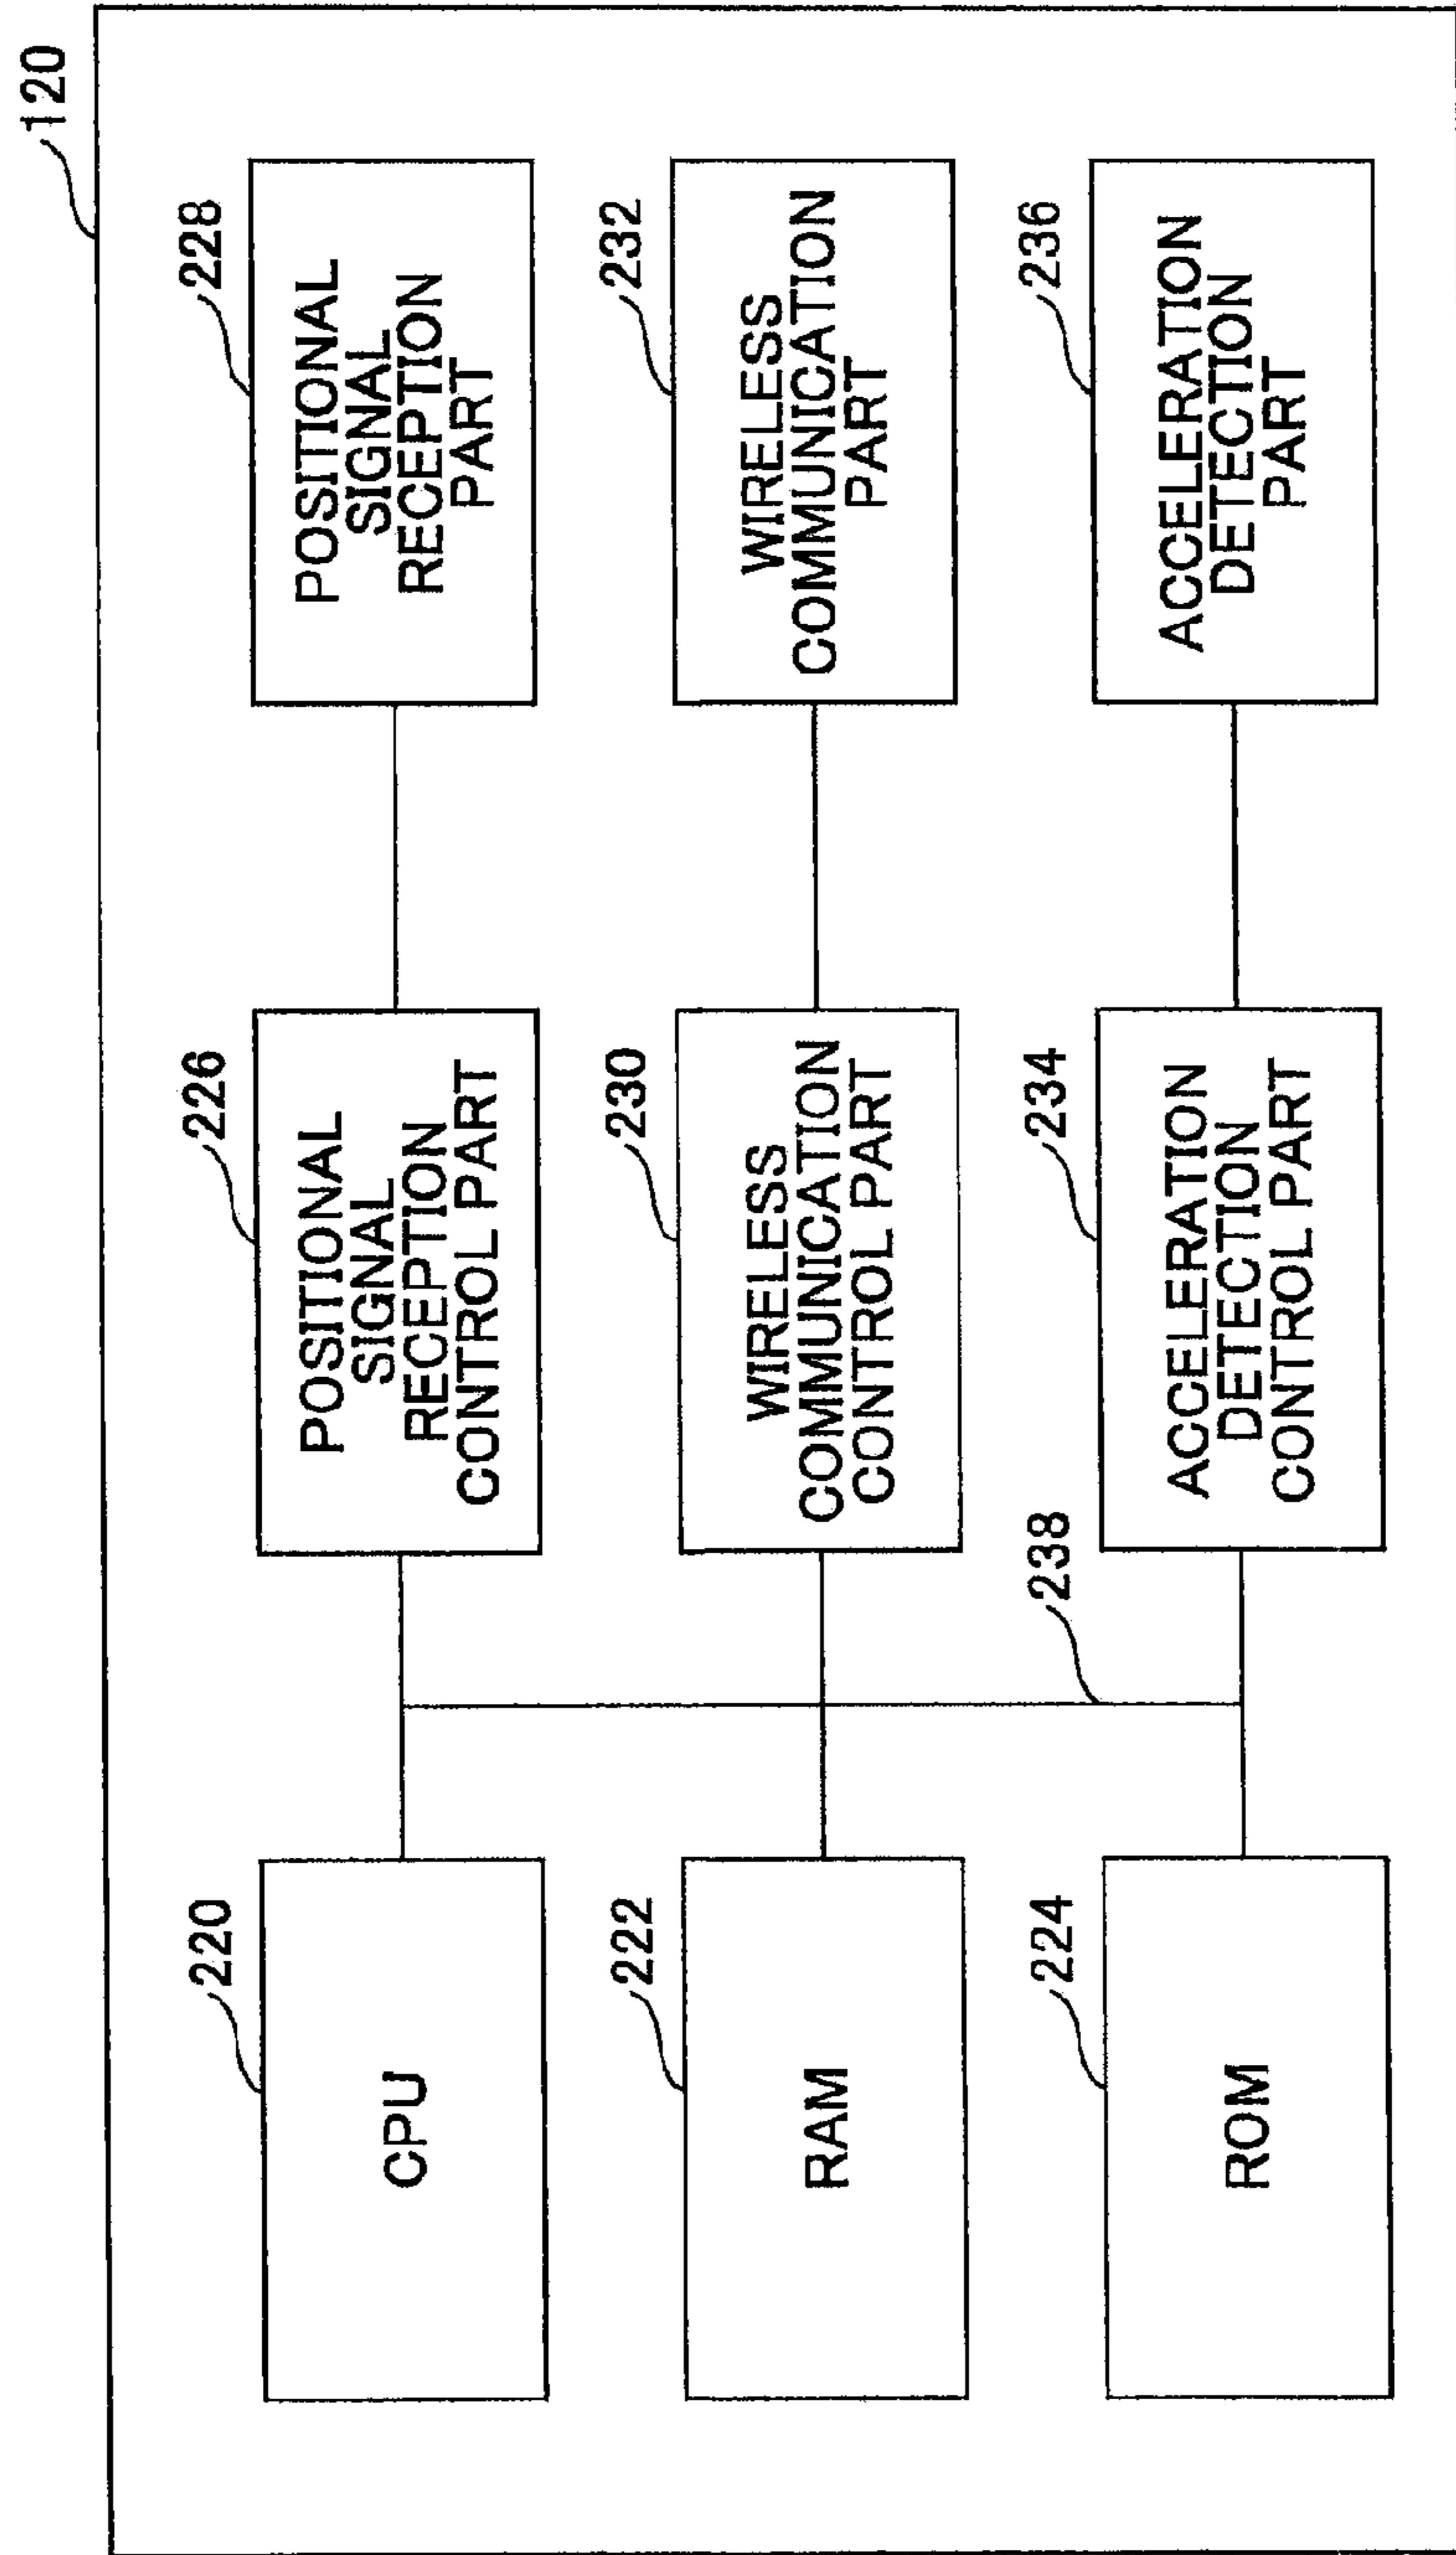 120
220
CPU
226
POSITIONAL
SIGNAL
RECEPTION
CONTROL PART
228
POSITIONAL
SIGNAL
RECEPTION
PART
222
RAM
230
WIRELESS
COMMUNICATION
CONTROL PART
232
WIRELESS
COMMUNICATION
PART
238
224
ROM
234
ACCELERATION
DETECTION
CONTROL PART
236
ACCELERATION
DETECTION
PART